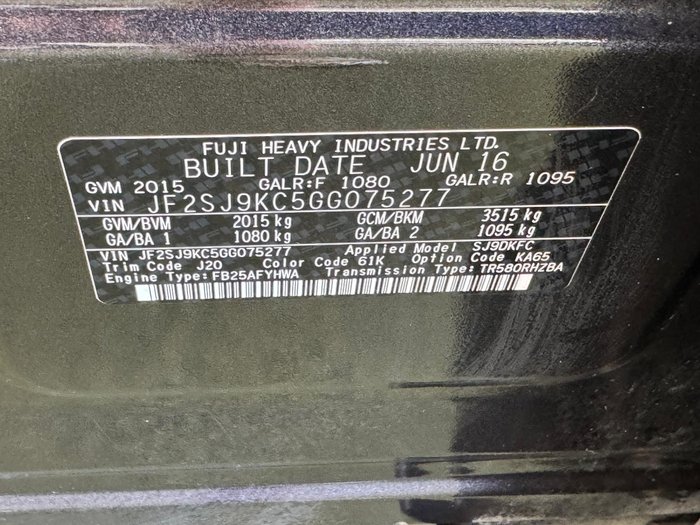 FUJI HEAVY INDUSTRIES LTD.
BUILT DATE JUN 16
GVM 2015 GALR:F 1080 GALR:R 1095
VIN JF2SJ9KC5GG075277
GVM/BVM 2015 kg GCM/BKM 3515 kg
GA/BA 1 1080 kg GA/BA 2 1095 kg
VIN JF2SJ9KC5GG075277 Applied Model SJ9DKFC
Trim Code J20 Color Code 61K Option Code KA65
Engine Type: FB25AFYHWA Transmission Type: TR580RHZBA